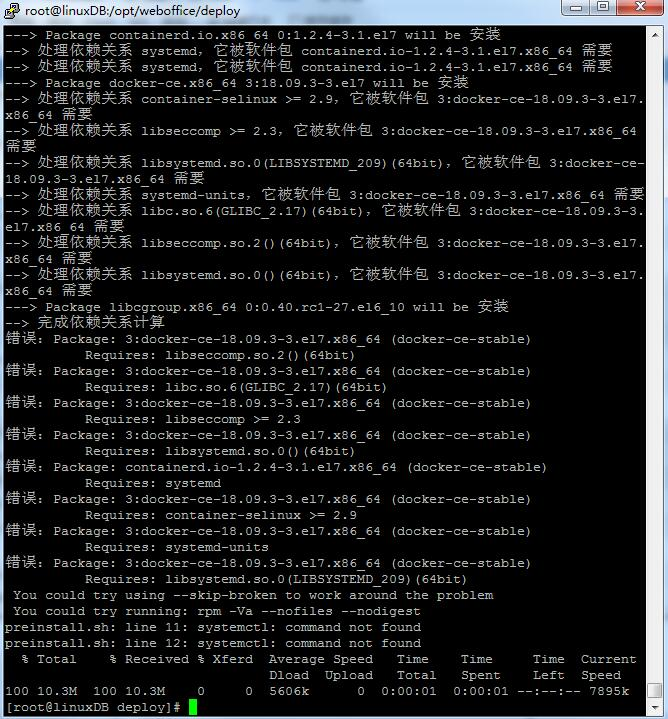 root@linuxDB:/opt/weboffice/deploy
---> Package containerd.io.x86_64 0:1.2.4-3.1.el7 will be 安装
--> 处理依赖关系 systemd，它被软件包 containerd.io-1.2.4-3.1.el7.x86_64 需要
--> 处理依赖关系 systemd，它被软件包 containerd.io-1.2.4-3.1.el7.x86_64 需要
---> Package docker-ce.x86_64 3:18.09.3-3.el7 will be 安装
--> 处理依赖关系 container-selinux >= 2.9，它被软件包 3:docker-ce-18.09.3-3.el7.
x86_64 需要
--> 处理依赖关系 libseccomp >= 2.3，它被软件包 3:docker-ce-18.09.3-3.el7.x86_64
需要
--> 处理依赖关系 libsystemd.so.0(LIBSYSTEMD_209)(64bit)，它被软件包 3:docker-ce-
18.09.3-3.el7.x86_64 需要
--> 处理依赖关系 systemd-units，它被软件包 3:docker-ce-18.09.3-3.el7.x86_64 需要
--> 处理依赖关系 libc.so.6(GLIBC_2.17)(64bit)，它被软件包 3:docker-ce-18.09.3-3.
el7.x86_64 需要
--> 处理依赖关系 libseccomp.so.2()(64bit)，它被软件包 3:docker-ce-18.09.3-3.el7.
x86_64 需要
--> 处理依赖关系 libsystemd.so.0()(64bit)，它被软件包 3:docker-ce-18.09.3-3.el7.
x86_64 需要
---> Package libcgroup.x86_64 0:0.40.rc1-27.el6_10 will be 安装
--> 完成依赖关系计算
错误：Package: 3:docker-ce-18.09.3-3.el7.x86_64 (docker-ce-stable)
Requires: libseccomp.so.2()(64bit)
错误：Package: 3:docker-ce-18.09.3-3.el7.x86_64 (docker-ce-stable)
Requires: libc.so.6(GLIBC_2.17)(64bit)
错误：Package: 3:docker-ce-18.09.3-3.el7.x86_64 (docker-ce-stable)
Requires: libseccomp >= 2.3
错误：Package: 3:docker-ce-18.09.3-3.el7.x86_64 (docker-ce-stable)
Requires: libsystemd.so.0()(64bit)
错误：Package: containerd.io-1.2.4-3.1.el7.x86_64 (docker-ce-stable)
Requires: systemd
错误：Package: 3:docker-ce-18.09.3-3.el7.x86_64 (docker-ce-stable)
Requires: container-selinux >= 2.9
错误：Package: 3:docker-ce-18.09.3-3.el7.x86_64 (docker-ce-stable)
Requires: systemd-units
错误：Package: 3:docker-ce-18.09.3-3.el7.x86_64 (docker-ce-stable)
Requires: libsystemd.so.0(LIBSYSTEMD_209)(64bit)
You could try using --skip-broken to work around the problem
You could try running: rpm -Va --nofiles --nodigest
preinstall.sh: line 11: systemctl: command not found
preinstall.sh: line 12: systemctl: command not found
% Total % Received % Xferd Average Speed Time Time Time Current
Dload Upload Total Spent Left Speed
100 10.3M 100 10.3M 0 0 5606k 0 0:00:01 0:00:01 --:--:-- 7895k
[root@linuxDB deploy]#